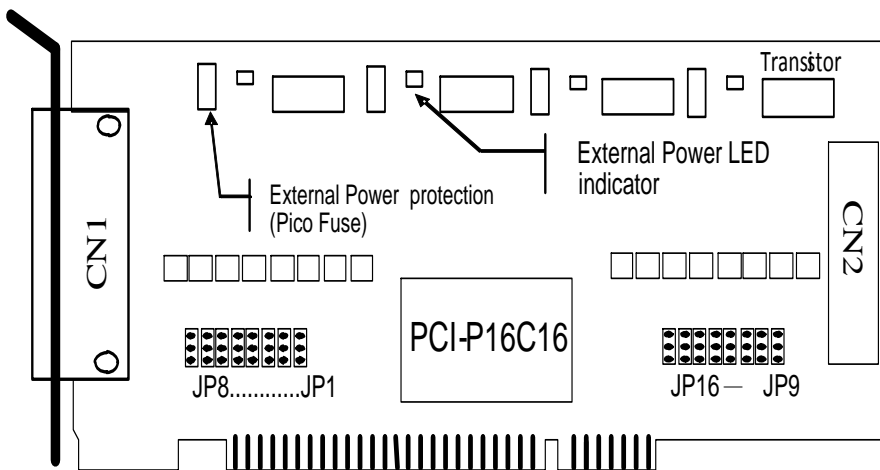 Transistor
External Power LED
indicator
External Power protection
(Pico Fuse)
CN1
CN2
PCI-P16C16
JP8............JP1
JP16— JP9